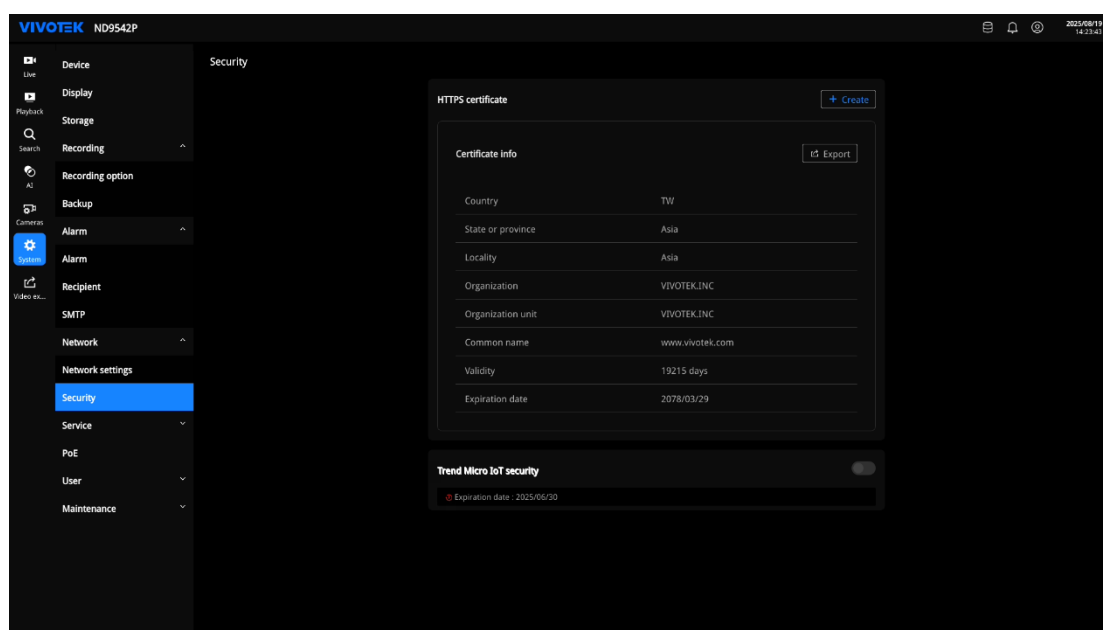 VIVOTEK ND9542P
2025/08/19
14:23:43
Live
Playback
Search
AI
Cameras
System
Video ex...
Device
Display
Storage
Recording
Recording option
Backup
Alarm
Alarm
Recipient
SMTP
Network
Network settings
Security
Service
PoE
User
Maintenance
Security
HTTPS certificate + Create
Certificate info Export
Country TW
State or province Asia
Locality Asia
Organization VIVOTEK.INC
Organization unit VIVOTEK.INC
Common name www.vivotek.com
Validity 19215 days
Expiration date 2078/03/29
Trend Micro IoT security
Expiration date : 2025/06/30